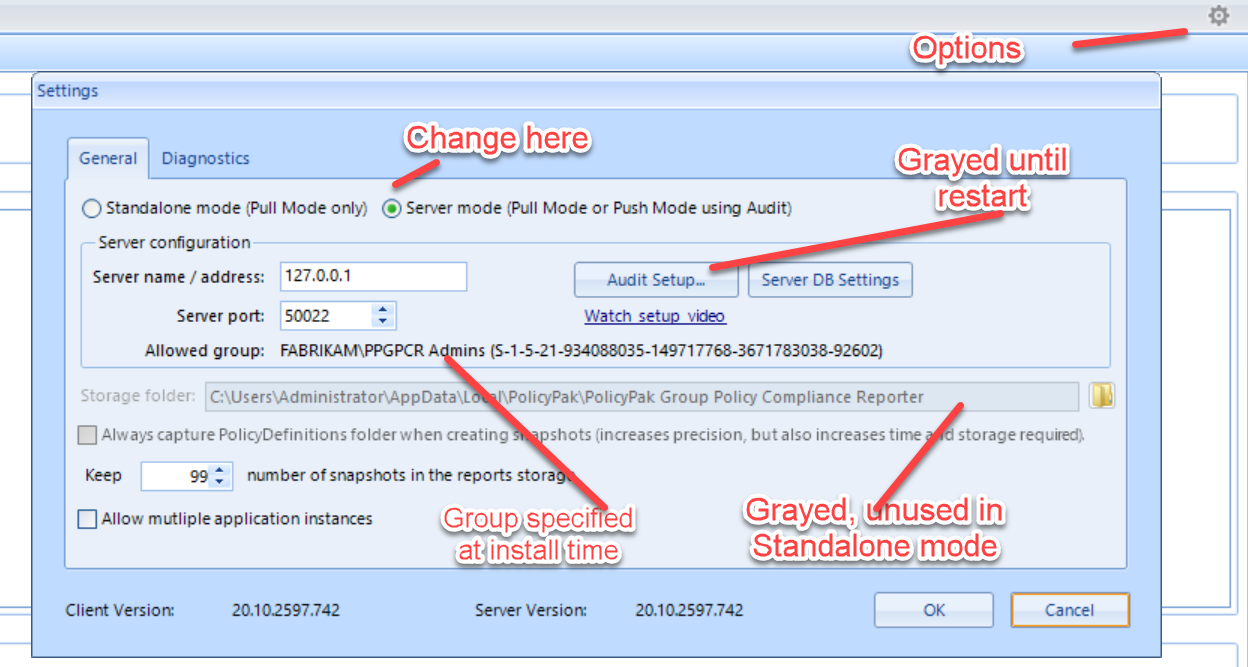 Options
Settings
Change here
General
Diagnostics
Grayed until
restart
Standalone mode (Pull Mode only)
Server mode (Pull Mode or Push Mode using Audit)
Server configuration
Server name / address:
127.0.0.1
Audit Setup...
Server DB Settings
Server port:
50022
Watch setup video
Allowed group:
FABRIKAM\PPGPCR Admins (S-1-5-21-934088035-149717768-3671783038-92602)
Storage folder:
C:\Users\Administrator\AppData\Local\PolicyPak\PolicyPak Group Policy Compliance Reporter
Always capture PolicyDefinitions folder when creating snapshots (increases precision, but also increases time and storage required).
Keep
99
number of snapshots in the reports storage
Allow mutliple application instances
Group specified
at install time
Grayed, unused in
Standalone mode
Client Version:
20.10.2597.742
Server Version:
20.10.2597.742
OK
Cancel